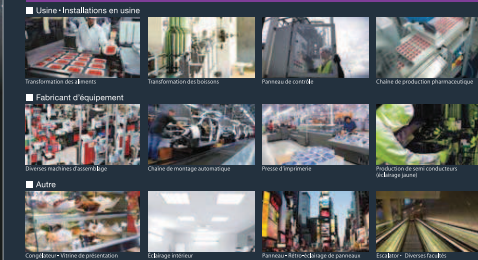 Usine・Installations en usine
Transformation des aliments
Transformation des boissons
Panneau de contrôle
Chaîne de production pharmaceutique
Fabricant d'équipement
Diverses machines d'assemblage
Chaîne de montage automatique
Presse d'imprimerie
Production de semi conducteurs
(éclairage jaune)
Autre
Congélateur・Vitrine de présentation
Éclairage intérieur
Panneau・Rétro-éclairage de panneaux
Escalator・Diverses facultés